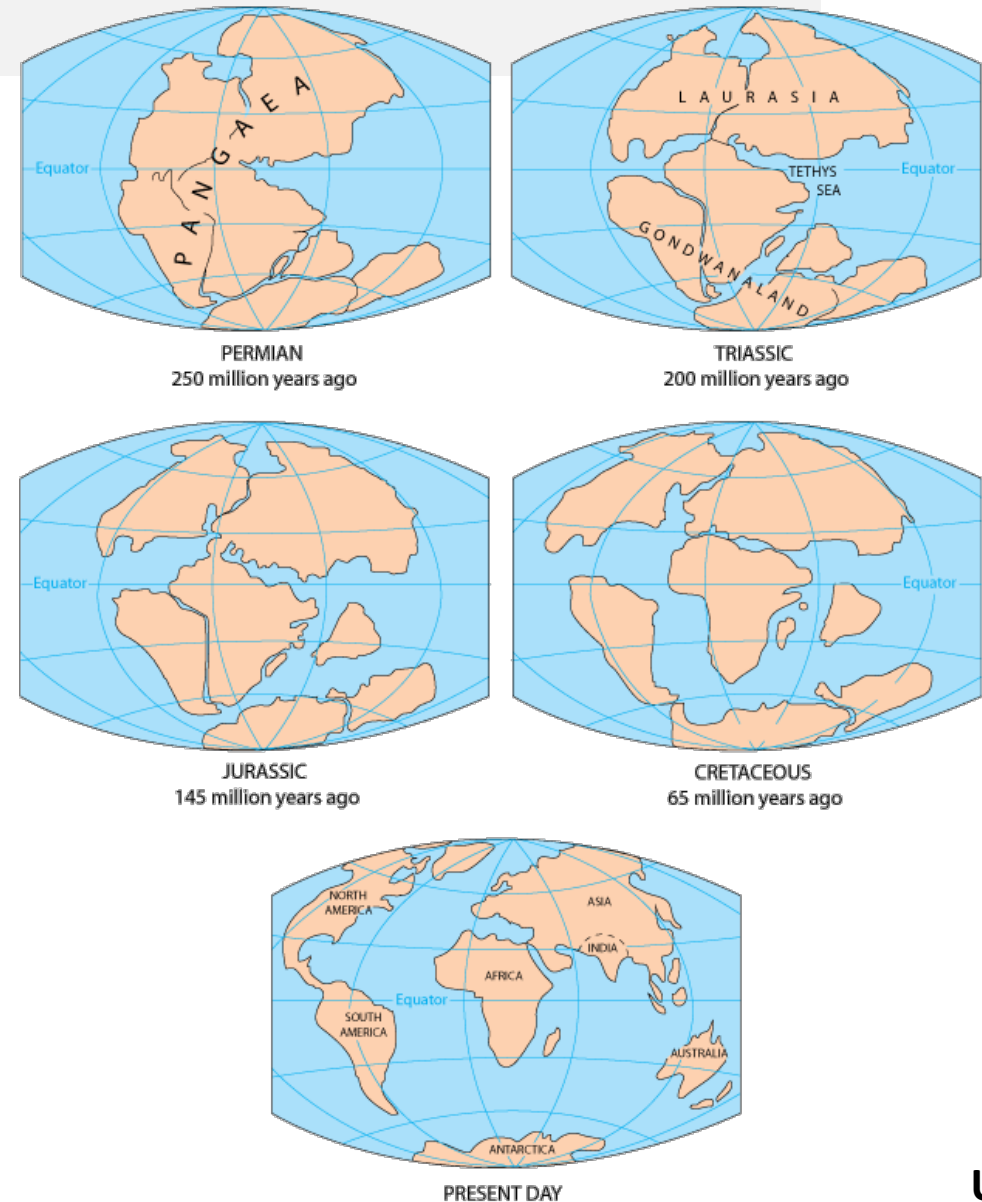 PANGAEA
Equator
PERMIAN
250 million years ago
LAURASIA
TETHYS
SEA
Equator
GONDWANALAND
TRIASSIC
200 million years ago
Equator
JURASSIC
145 million years ago
Equator
CRETACEOUS
65 million years ago
NORTH
AMERICA
ASIA
INDIA
AFRICA
Equator
SOUTH
AMERICA
AUSTRALIA
ANTARCTICA
PRESENT DAY